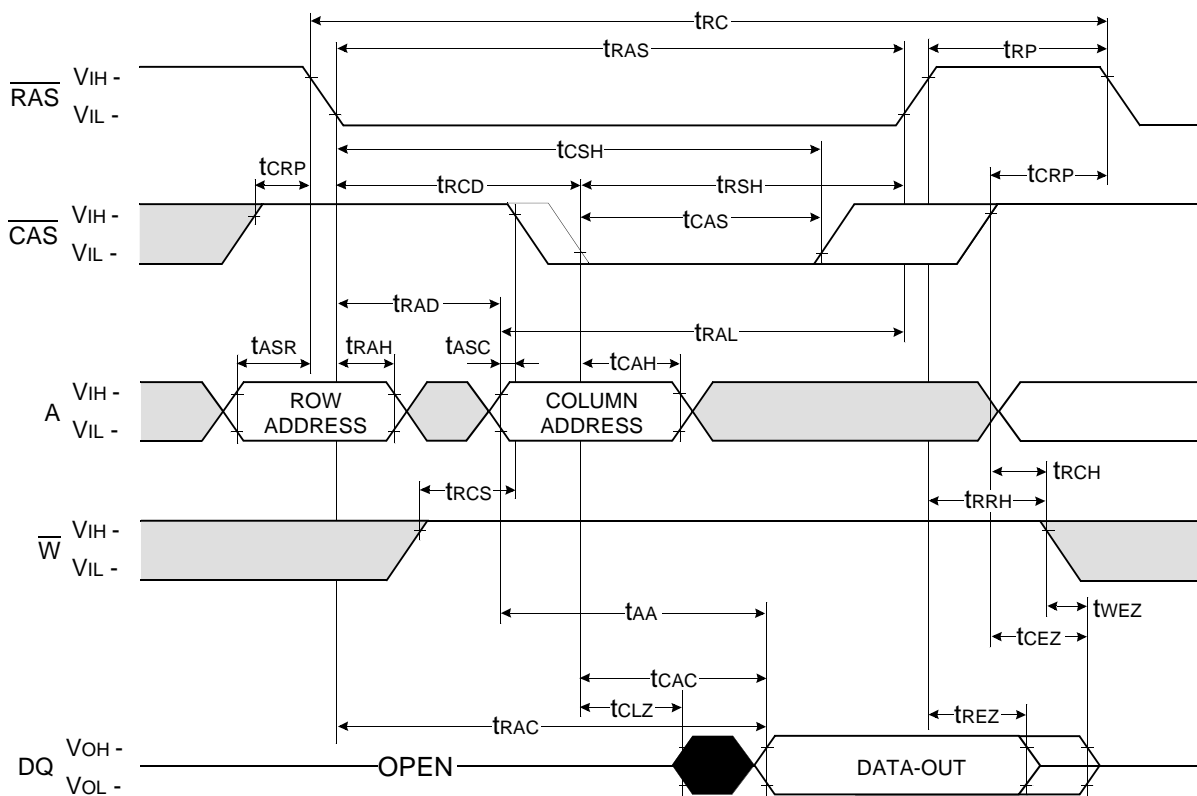 tRC
tRAS
tRP
RAS
VIH -
VIL -
tCSH
tCRP
tRCD
tRSH
tCRP
CAS
VIH -
VIL -
tCAS
tRAD
tRAL
tASR
tRAH
tASC
tCAH
A
VIH -
VIL -
ROW
ADDRESS
COLUMN
ADDRESS
tRCH
tRCS
tRRH
W
VIH -
VIL -
tAA
tWEZ
tCEZ
tCAC
tCLZ
tRAC
tREZ
DQ
VOH -
VOL -
OPEN
DATA-OUT